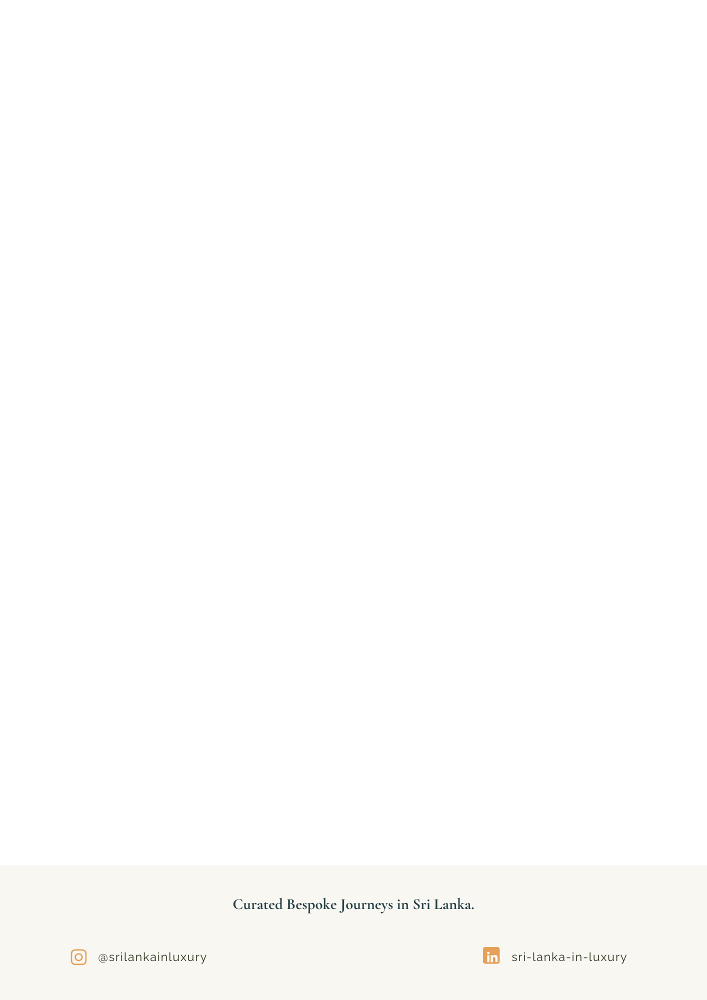 Curated Bespoke Journeys in Sri Lanka.
@srilankainluxury
sri-lanka-in-luxury